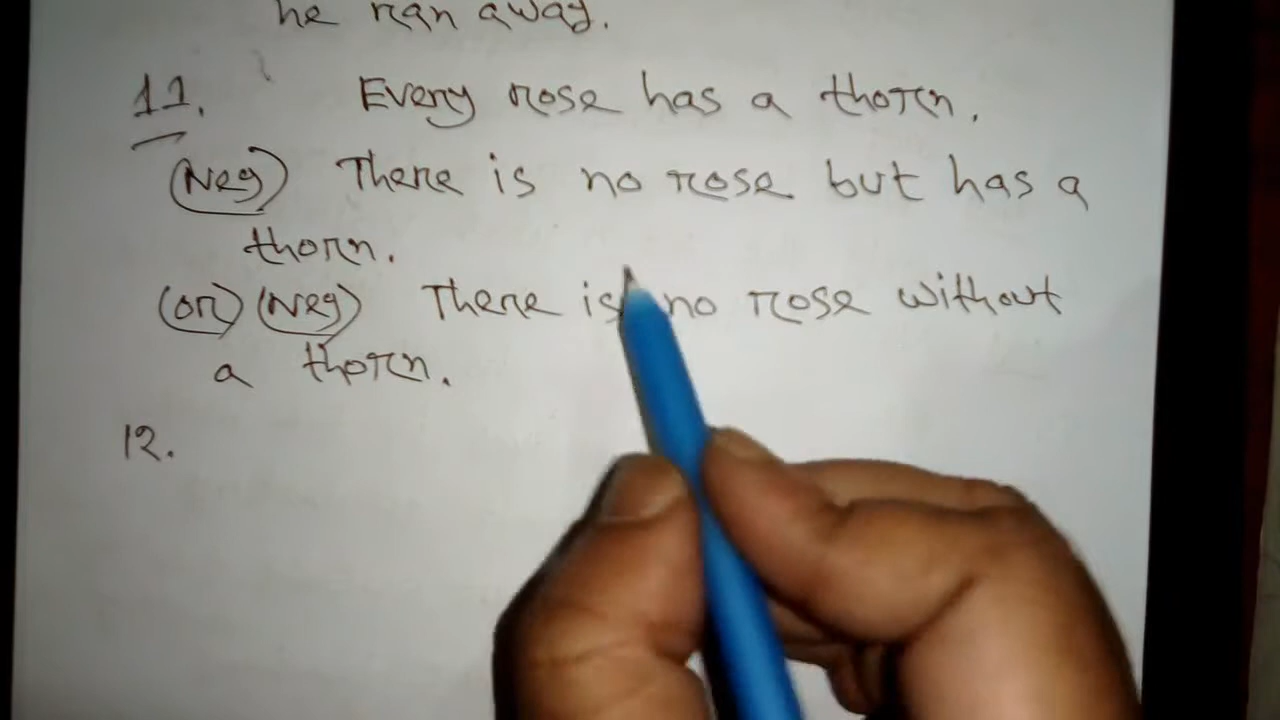 he ran away.
11. Every rose has a thorn.
(Neg) There is no rose but has a
thorn.
(or) (Neg) There is no rose without
a thorn.
12.